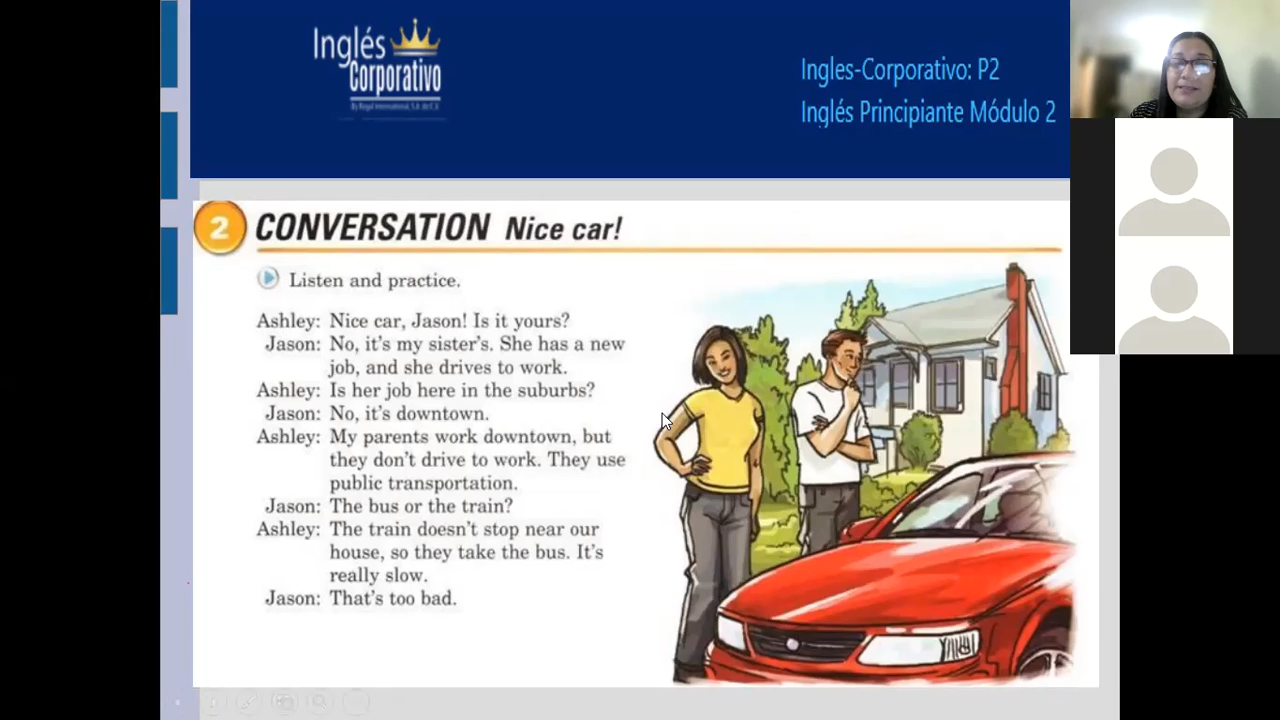 Inglés
Corporativo
By Regal International, S.A. de C.V.
Ingles-Corporativo: P2
Inglés Principiante Módulo 2
2 CONVERSATION Nice car!
Listen and practice.
Ashley: Nice car, Jason! Is it yours?
Jason: No, it's my sister's. She has a new
job, and she drives to work.
Ashley: Is her job here in the suburbs?
Jason: No, it's downtown.
Ashley: My parents work downtown, but
they don't drive to work. They use
public transportation.
Jason: The bus or the train?
Ashley: The train doesn't stop near our
house, so they take the bus. It's
really slow.
Jason: That's too bad.